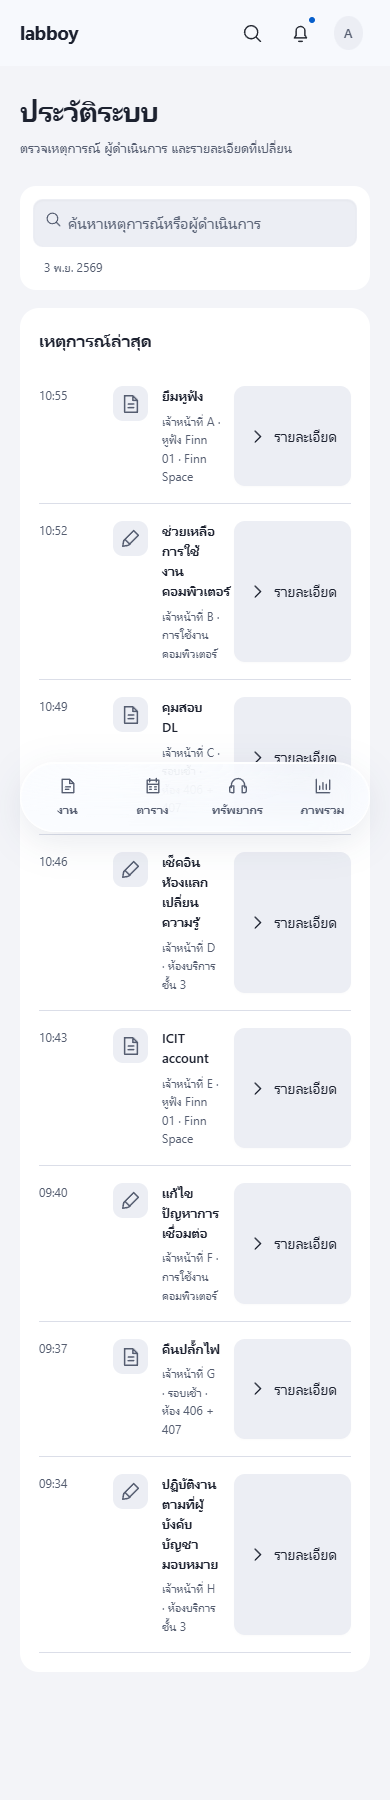 labboy
A
ประวัติระบบ
ตรวจเหตุการณ์ ผู้ดำเนินการ และรายละเอียดที่เปลี่ยน
ค้นหาเหตุการณ์หรือผู้ดำเนินการ
3 พ.ย. 2569
เหตุการณ์ล่าสุด
10:55
ยืมหูฟัง
เจ้าหน้าที่ A ·
หูฟัง Finn
01 · Finn
Space
รายละเอียด
10:52
ช่วยเหลือ
การใช้
งาน
คอมพิวเตอร์
เจ้าหน้าที่ B ·
การใช้งาน
คอมพิวเตอร์
รายละเอียด
10:49
คุมสอบ
DL
เจ้าหน้าที่ C ·
รายละเอียด
งาน
ตาราง
ทรัพยากร
ภาพรวม
10:46
เช็คอิน
ห้องแลก
เปลี่ยน
ความรู้
เจ้าหน้าที่ D
· ห้องบริการ
ชั้น 3
รายละเอียด
10:43
ICIT
account
เจ้าหน้าที่ E ·
หูฟัง Finn
01 · Finn
Space
รายละเอียด
09:40
แก้ไข
ปัญหาการ
เชื่อมต่อ
เจ้าหน้าที่ F ·
การใช้งาน
คอมพิวเตอร์
รายละเอียด
09:37
คืนปลั๊กไฟ
เจ้าหน้าที่ G
· รอบเช้า ·
ห้อง 406 +
407
รายละเอียด
09:34
ปฏิบัติงาน
ตามที่ผู้
บังคับ
บัญชา
มอบหมาย
เจ้าหน้าที่ H
· ห้องบริการ
ชั้น 3
รายละเอียด